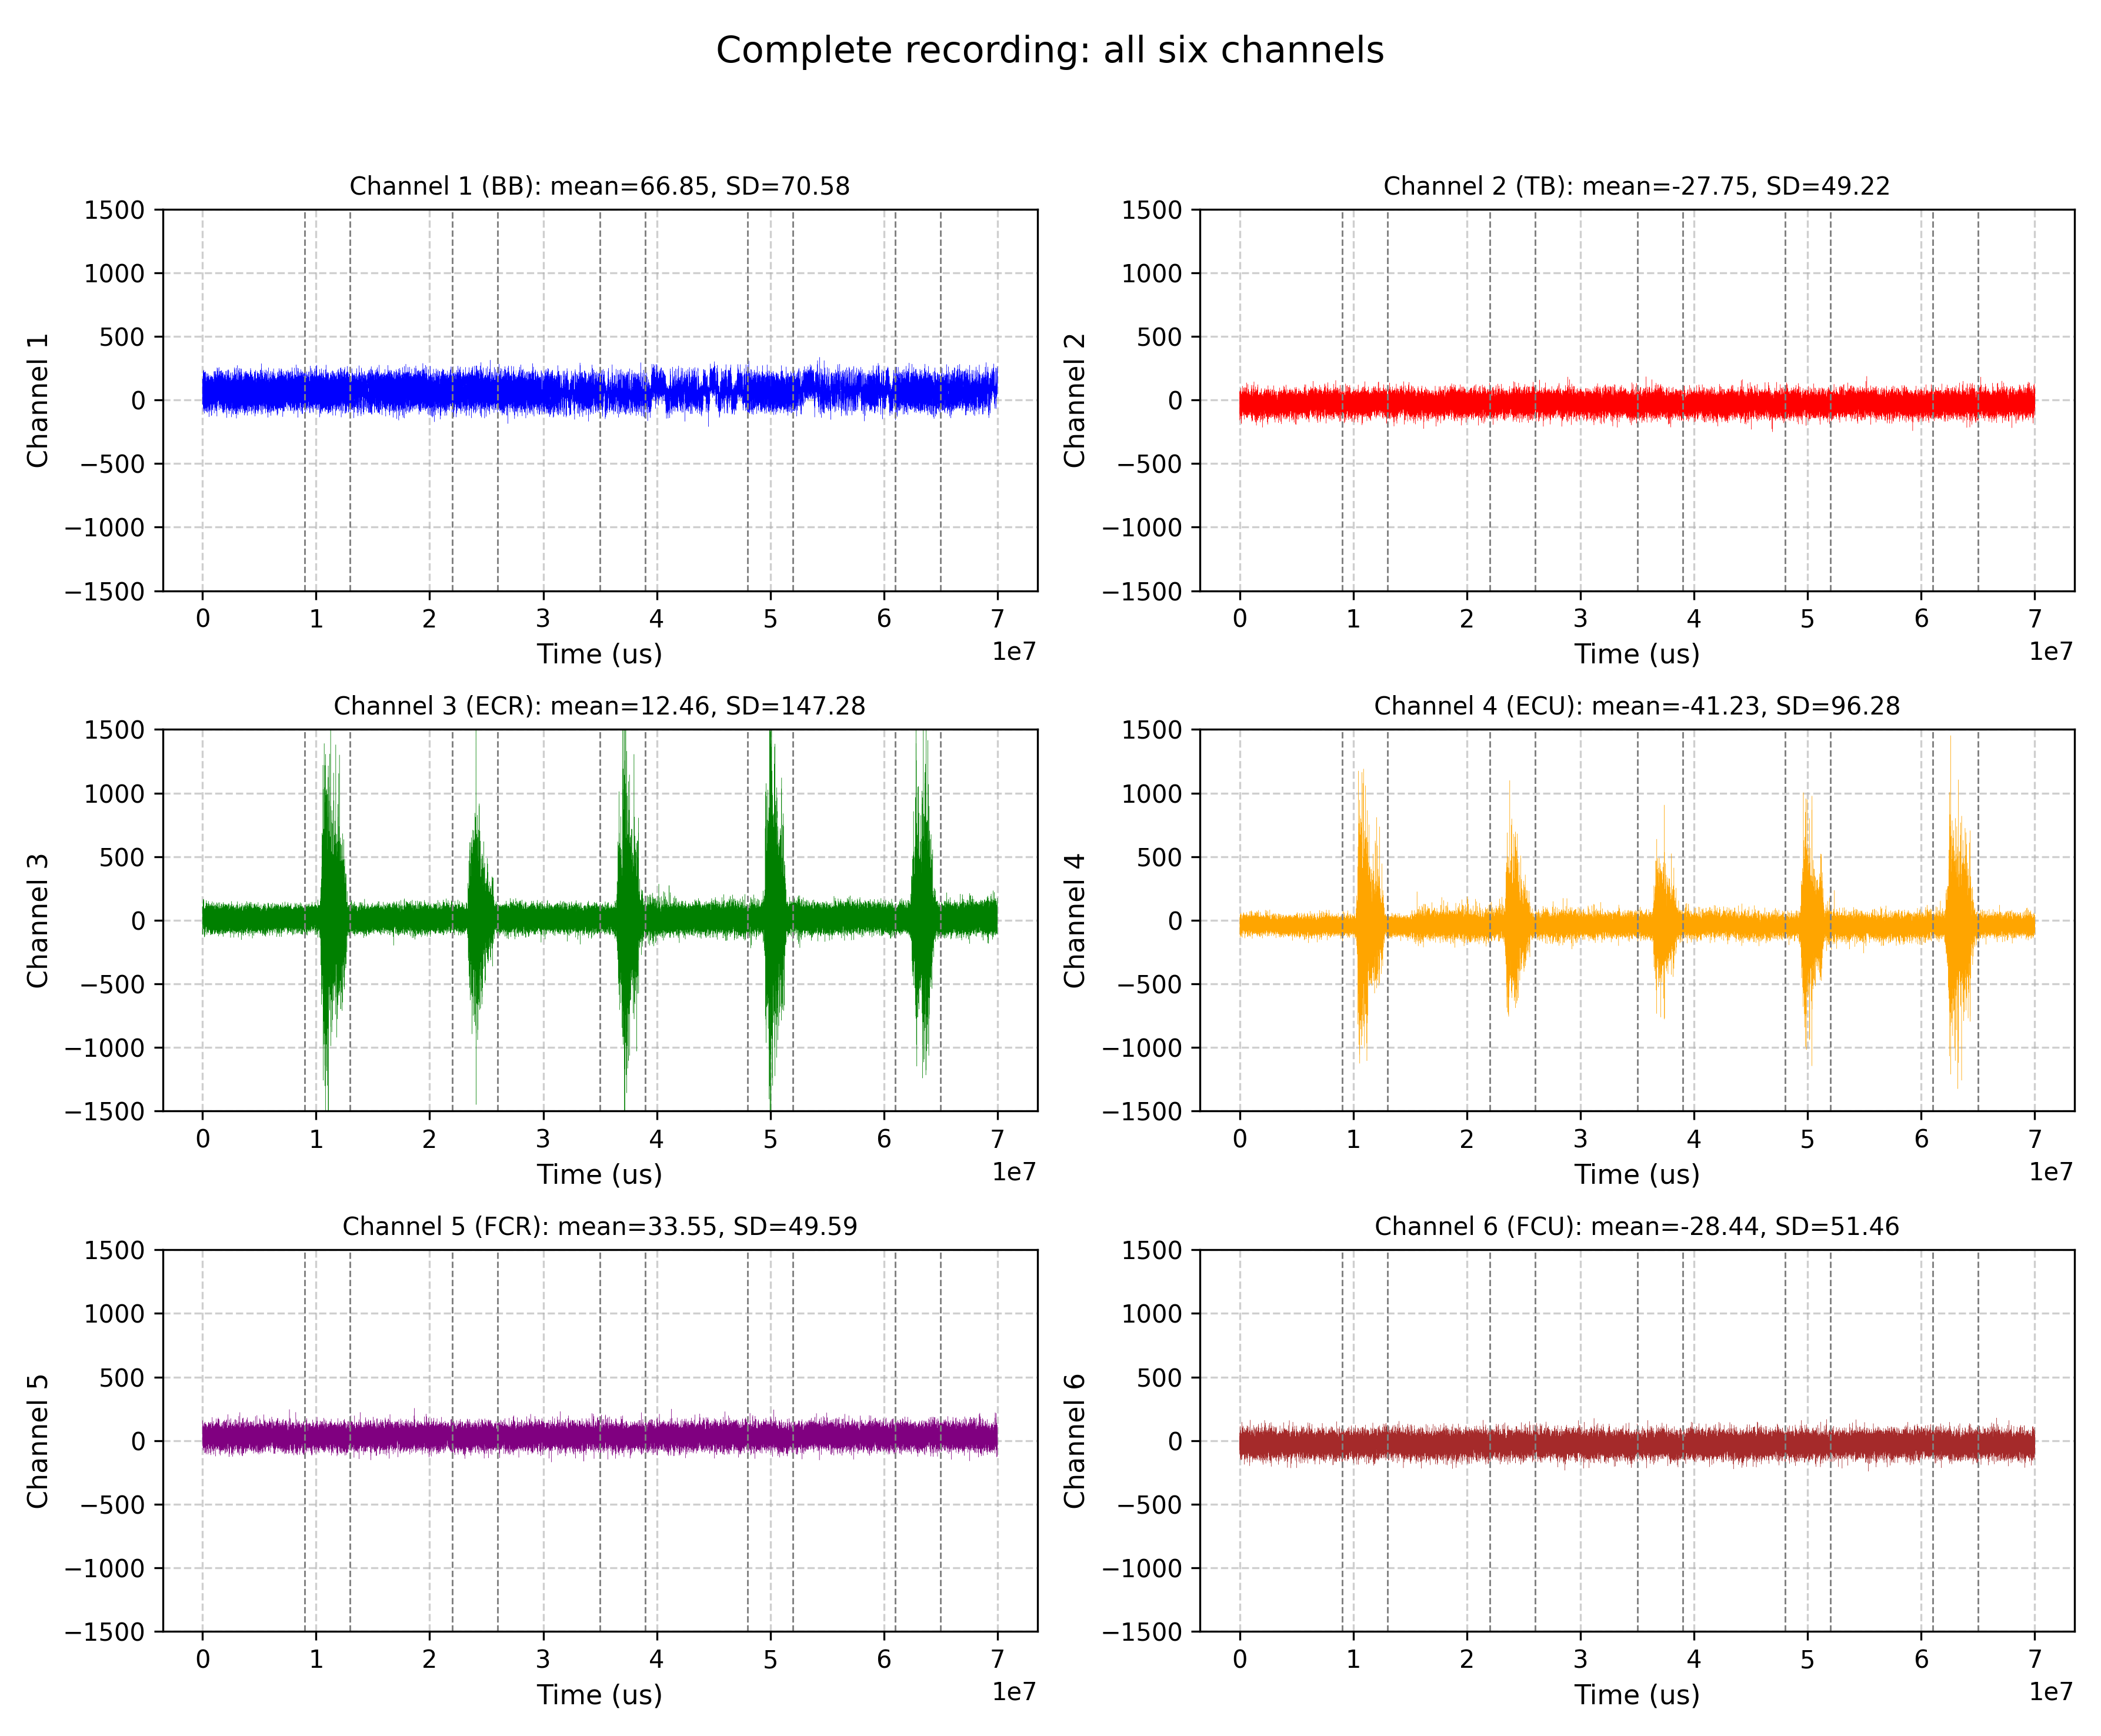 Complete recording: all six channels
Channel 1 (BB): mean=66.85, SD=70.58
1500
1000
500
0
−500
−1000
−1500
Channel 1
0 1 2 3 4 5 6 7
1e7
Time (us)
Channel 2 (TB): mean=-27.75, SD=49.22
1500
1000
500
0
−500
−1000
−1500
Channel 2
0 1 2 3 4 5 6 7
1e7
Time (us)
Channel 3 (ECR): mean=12.46, SD=147.28
1500
1000
500
0
−500
−1000
−1500
Channel 3
0 1 2 3 4 5 6 7
1e7
Time (us)
Channel 4 (ECU): mean=-41.23, SD=96.28
1500
1000
500
0
−500
−1000
−1500
Channel 4
0 1 2 3 4 5 6 7
1e7
Time (us)
Channel 5 (FCR): mean=33.55, SD=49.59
1500
1000
500
0
−500
−1000
−1500
Channel 5
0 1 2 3 4 5 6 7
1e7
Time (us)
Channel 6 (FCU): mean=-28.44, SD=51.46
1500
1000
500
0
−500
−1000
−1500
Channel 6
0 1 2 3 4 5 6 7
1e7
Time (us)